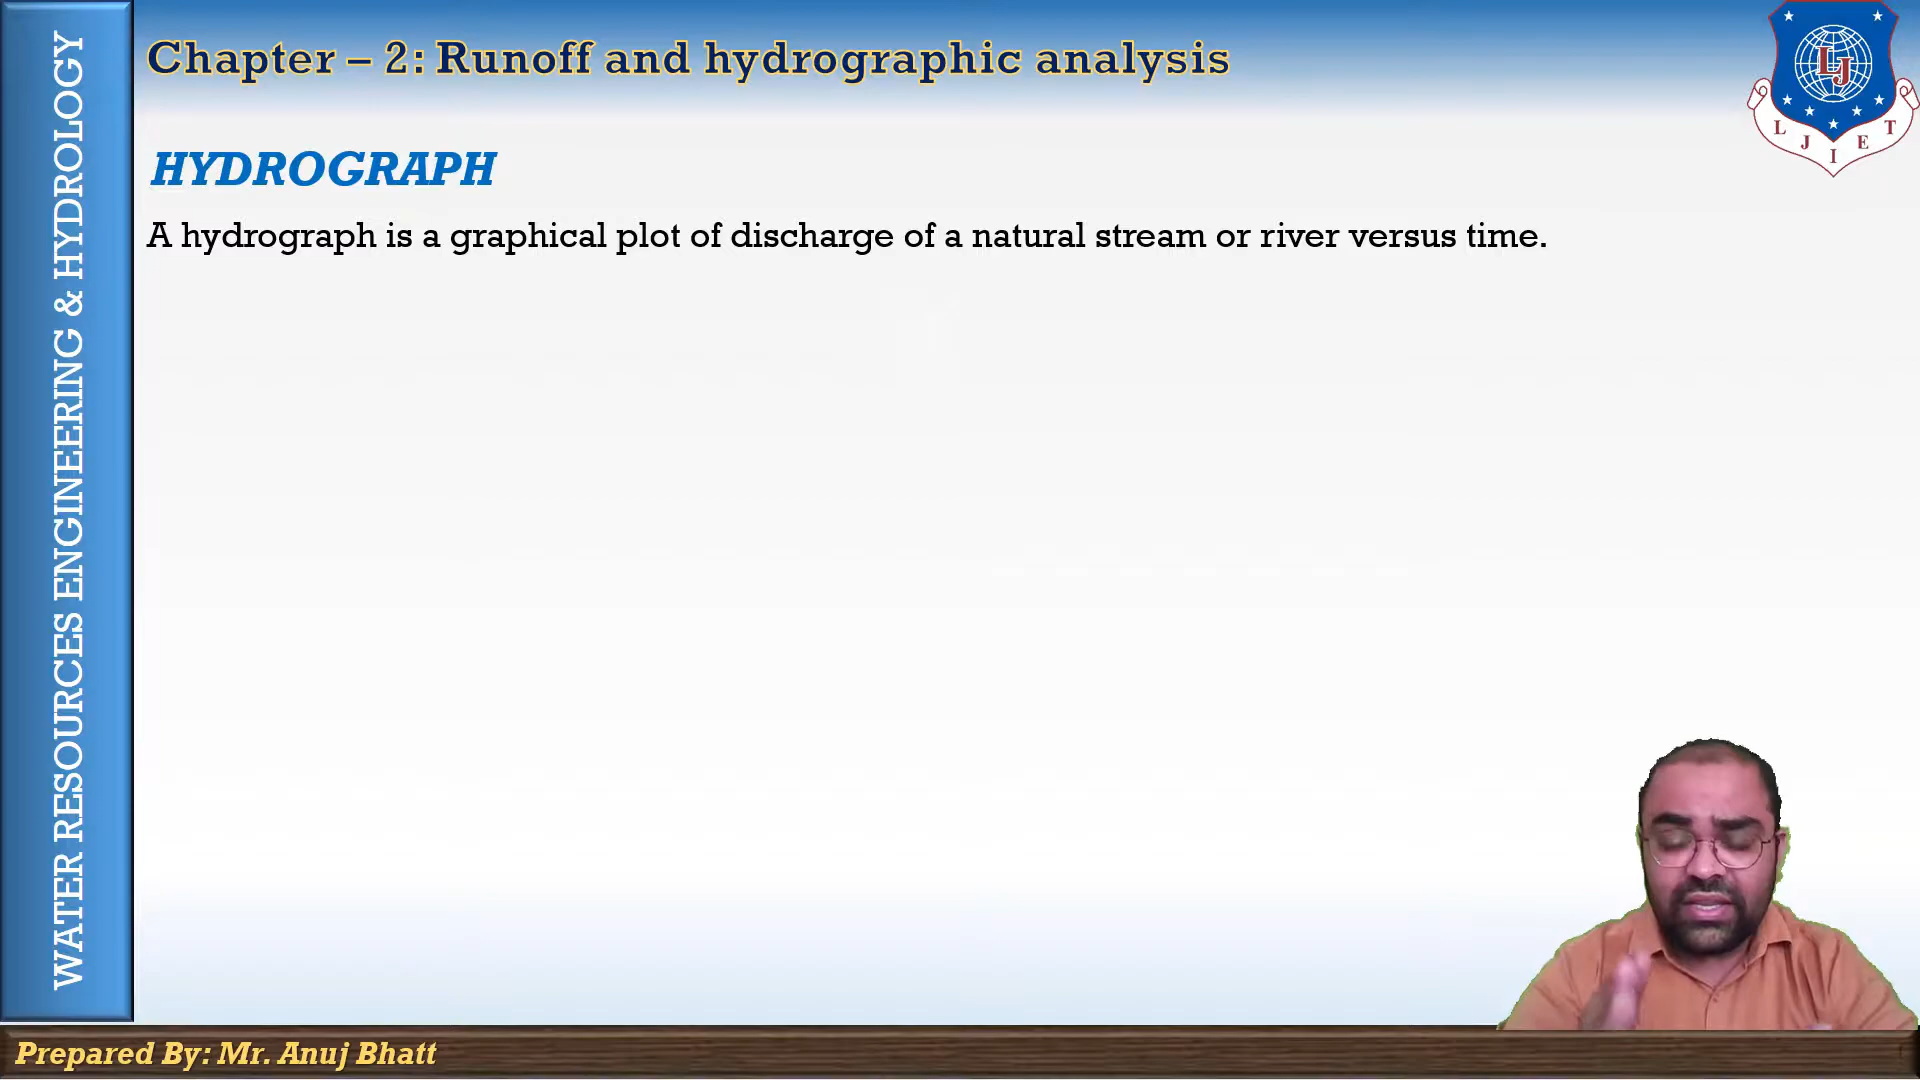 Chapter – 2: Runoff and hydrographic analysis
LJ
L J I E T
WATER RESOURCES ENGINEERING & HYDROLOGY
HYDROGRAPH
A hydrograph is a graphical plot of discharge of a natural stream or river versus time.
Prepared By: Mr. Anuj Bhatt